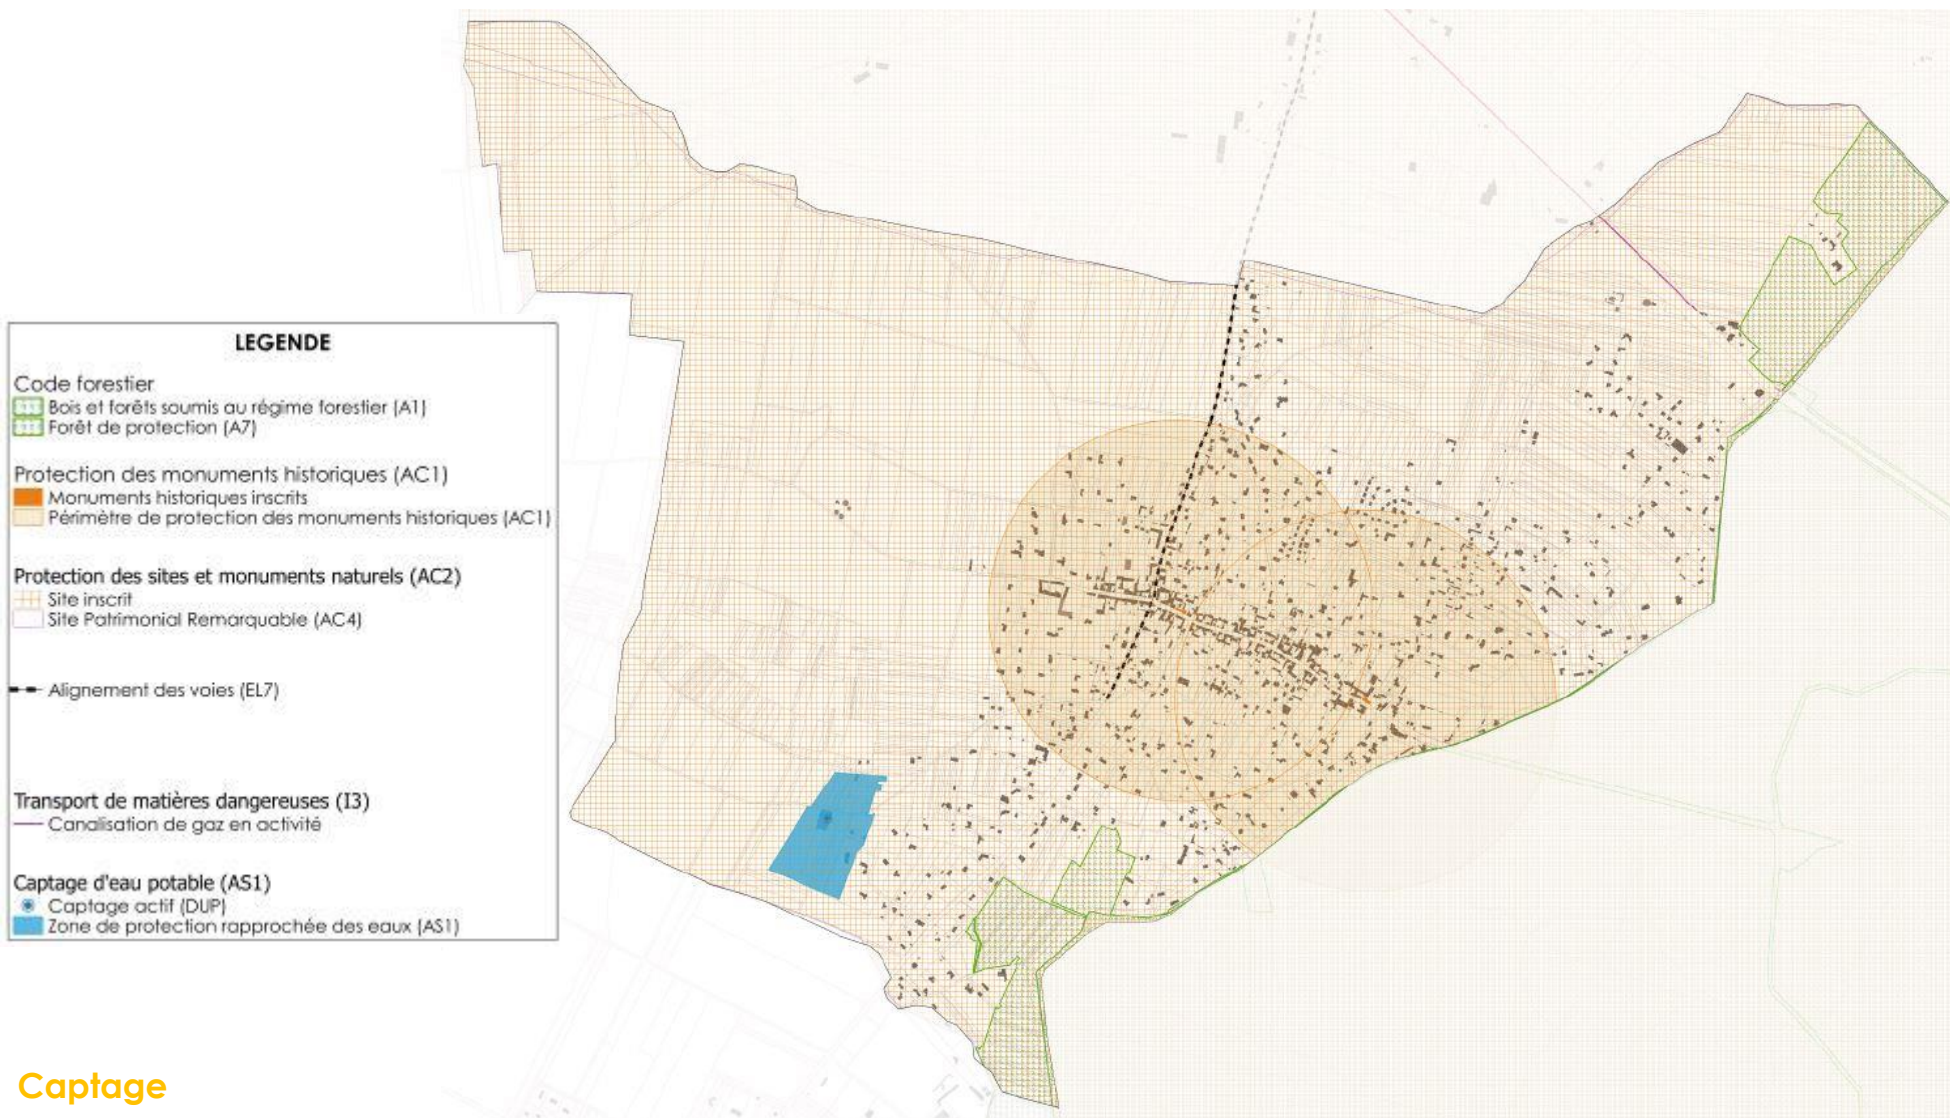 LEGENDE
Code forestier
Bois et forêts soumis au régime forestier (A1)
Forêt de protection (A7)
Protection des monuments historiques (AC1)
Monuments historiques inscrits
Périmètre de protection des monuments historiques (AC1)
Protection des sites et monuments naturels (AC2)
Site inscrit
Site Patrimonial Remarquable (AC4)
Alignement des voies (EL7)
Transport de matières dangereuses (I3)
Canalisation de gaz en activité
Captage d'eau potable (AS1)
Captage actif (DUP)
Zone de protection rapprochée des eaux (AS1)
Captage